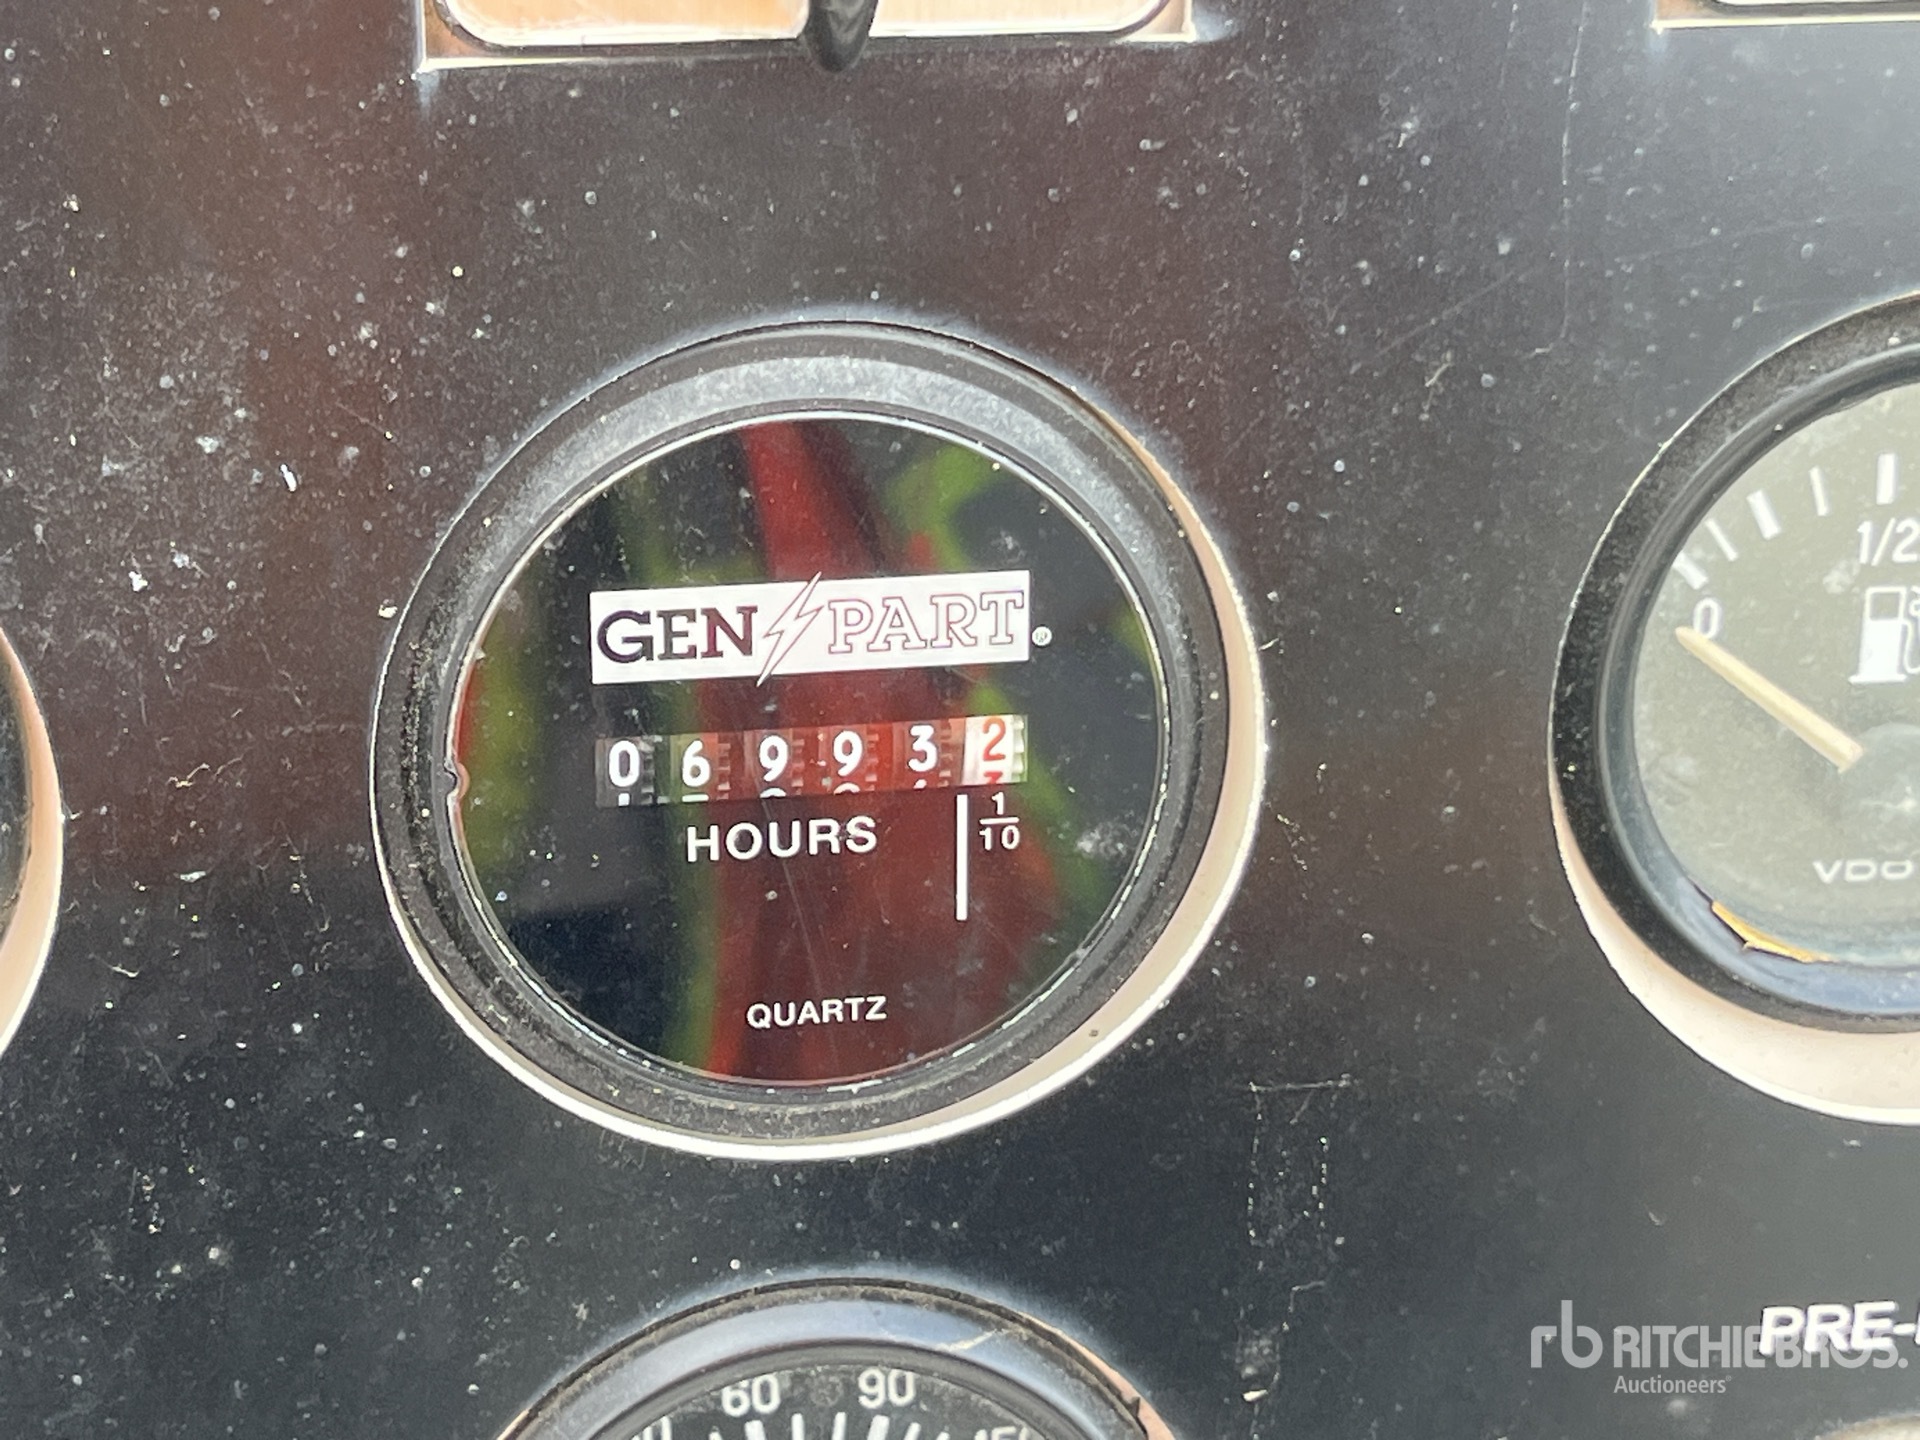 GEN PART®
0 6 9 9 3 2
HOURS
1/10
QUARTZ
0
1/2
VDO
PRE-
60 90
rb RITCHIE BROS.
Auctioneers